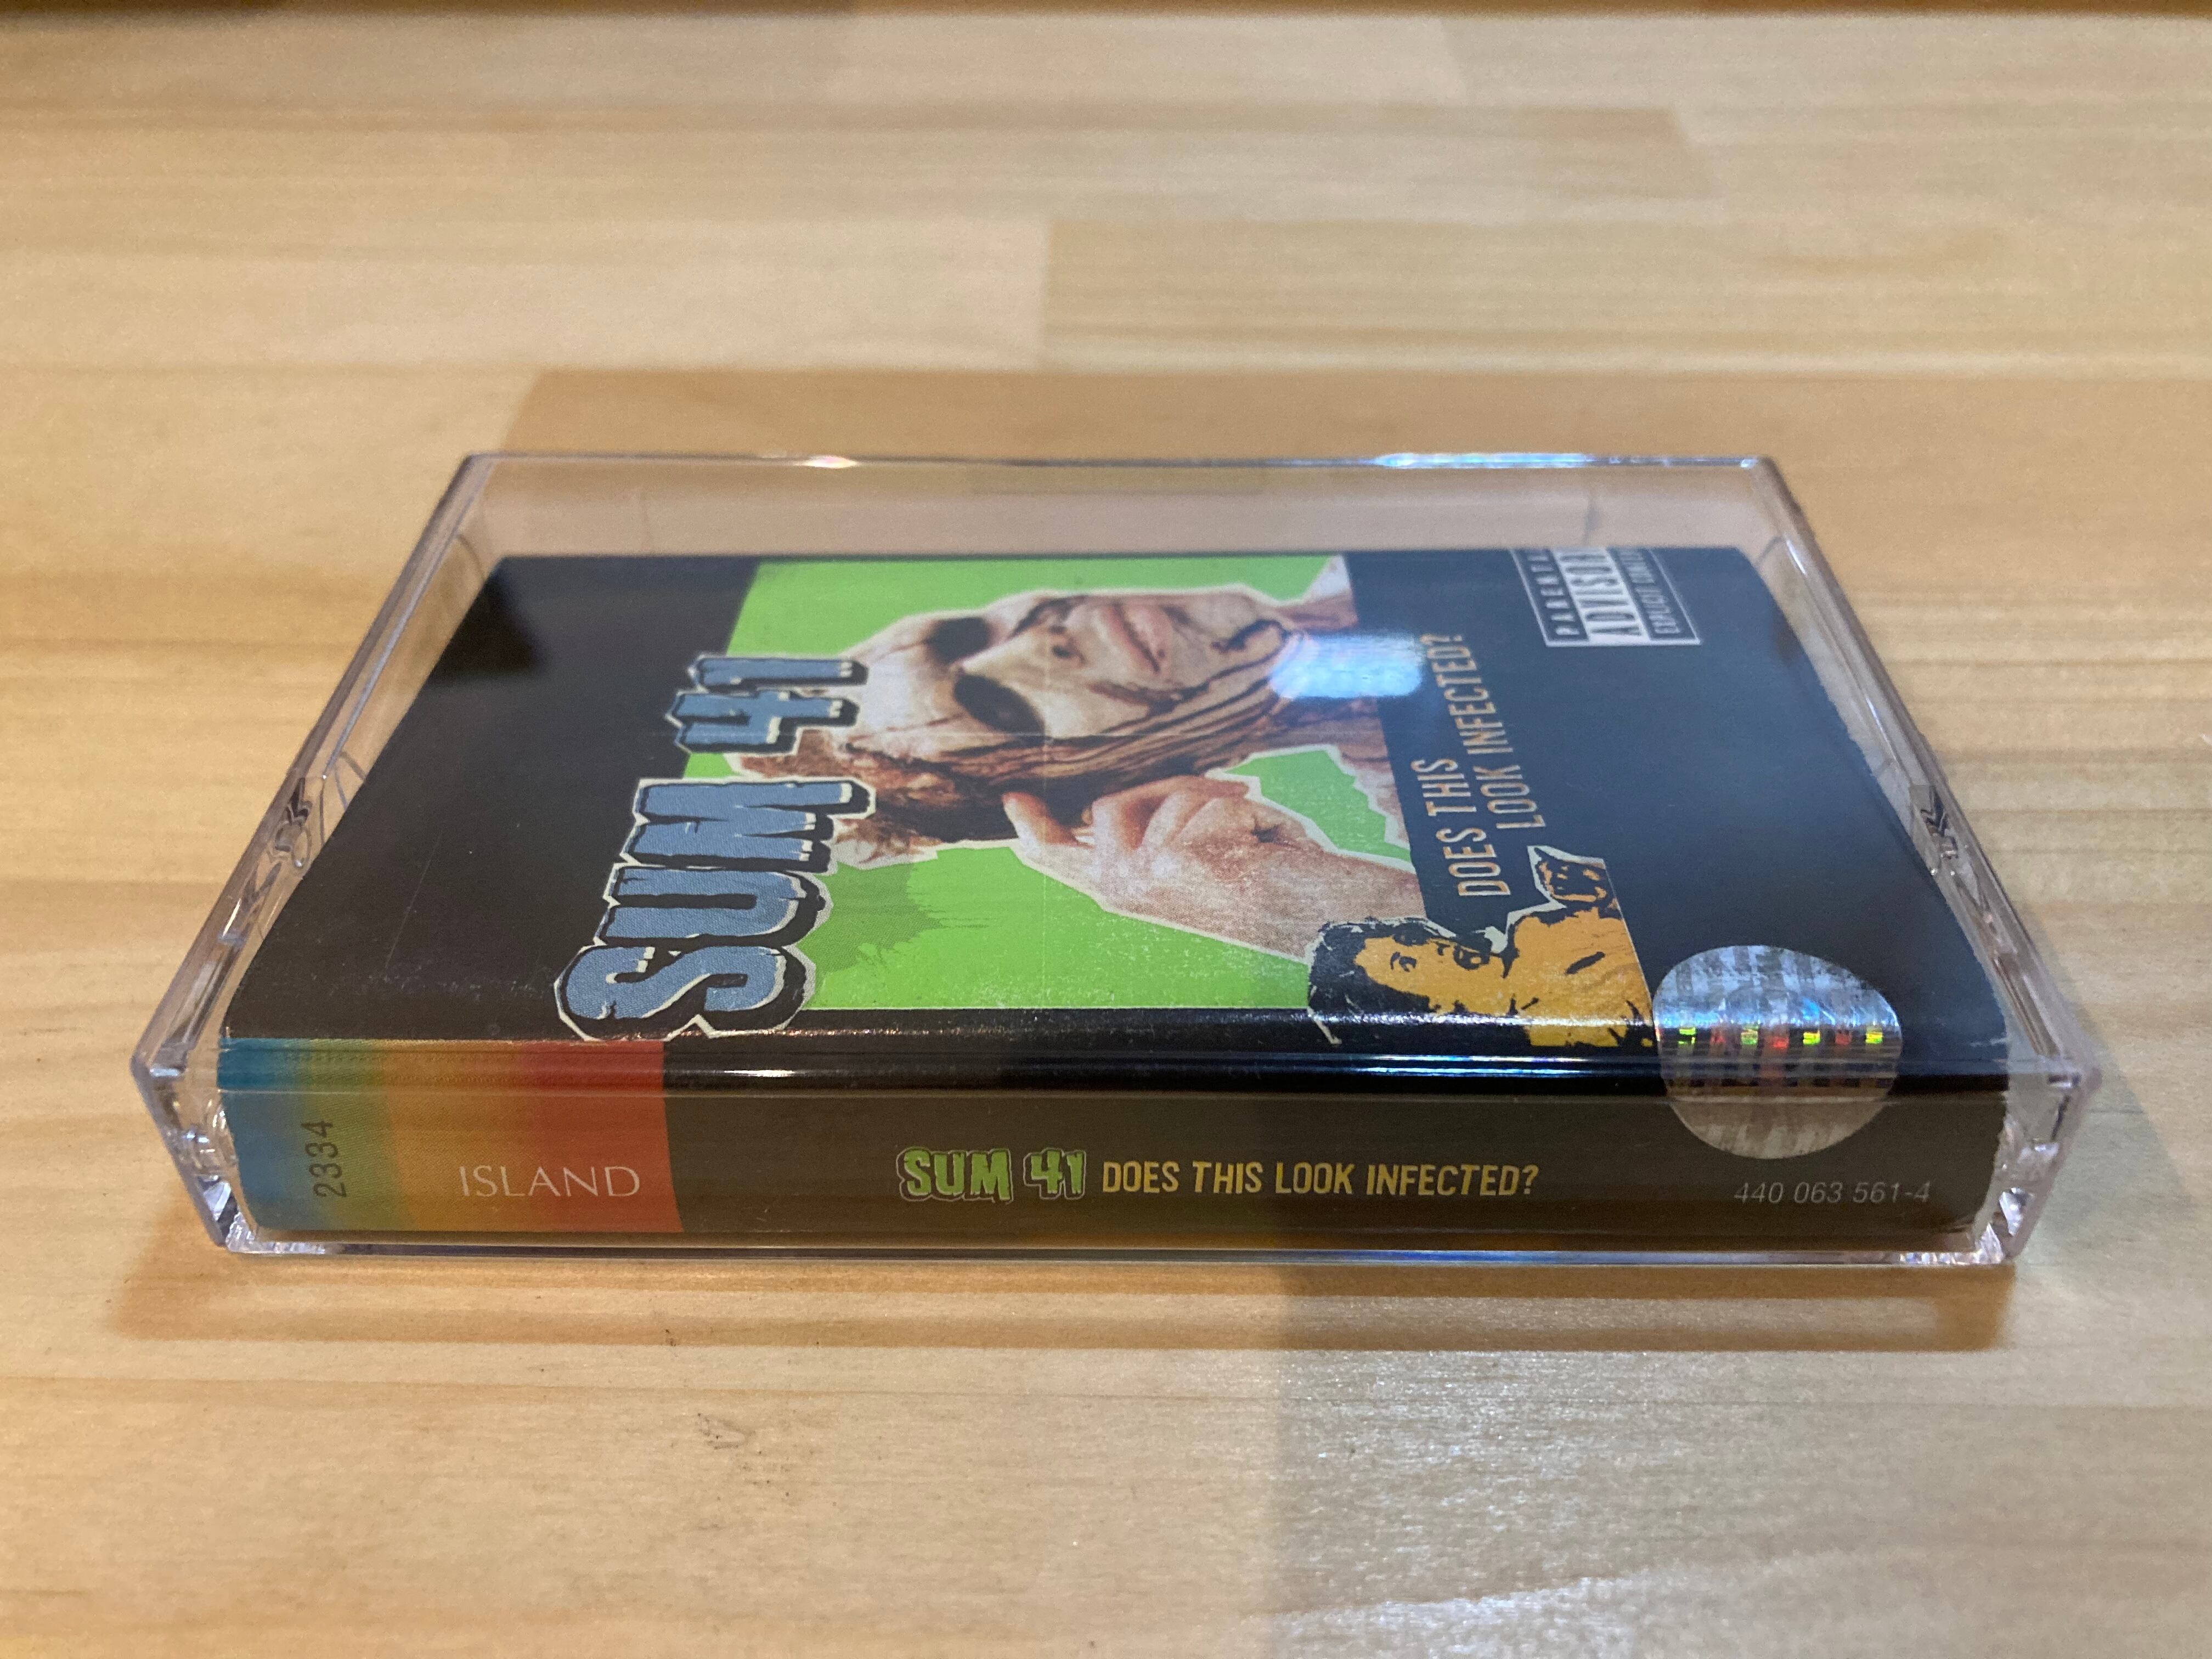 SUM 41
DOES THIS
LOOK INFECTED?
PARENTAL
ADVISORY
EXPLICIT CONTENT
2334
ISLAND
SUM 41 DOES THIS LOOK INFECTED?
440 063 561-4